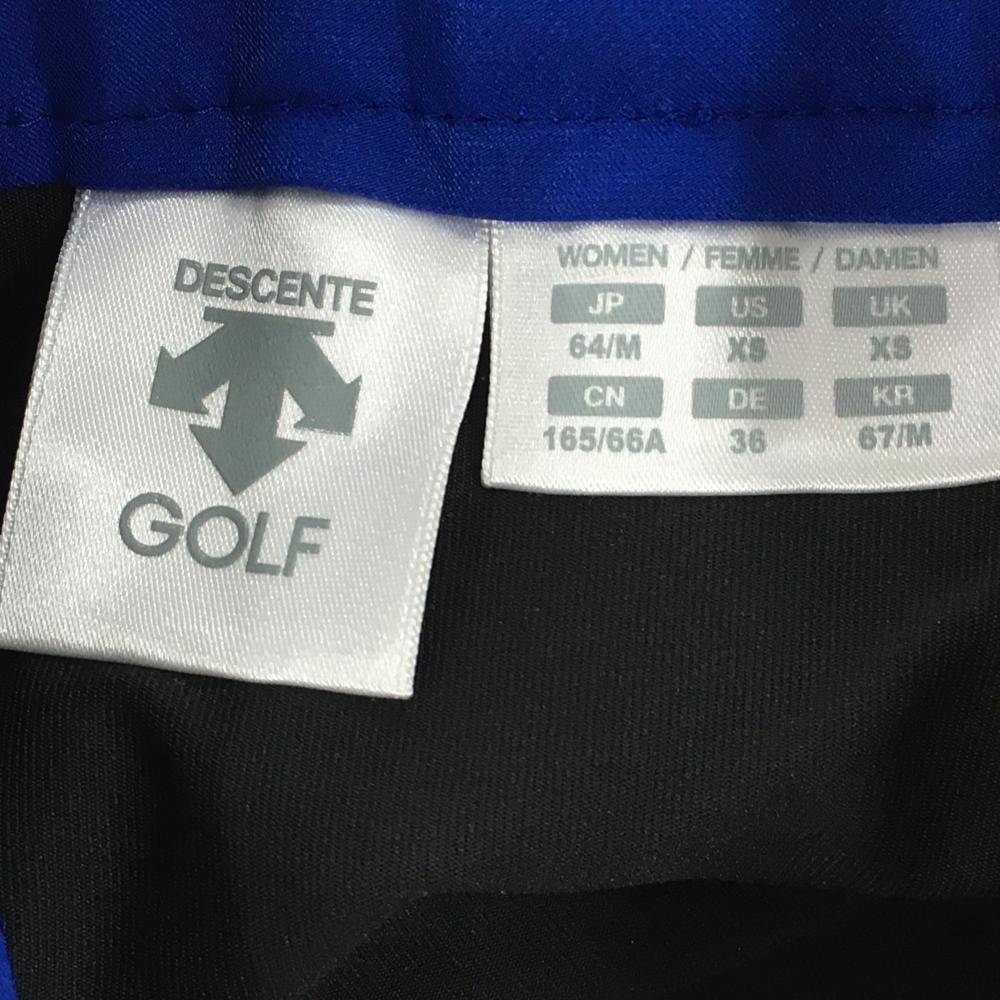 DESCENTE
GOLF
WOMEN / FEMME / DAMEN
JP US UK
64/M XS XS
CN DE KR
165/66A 36 67/M